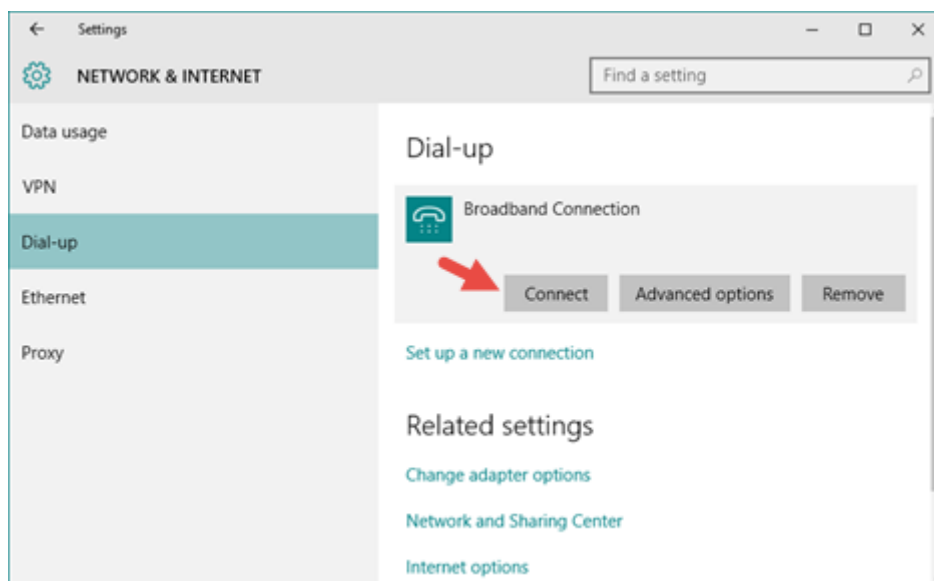 Settings
NETWORK & INTERNET
Find a setting
Data usage
VPN
Dial-up
Ethernet
Proxy
Dial-up
Broadband Connection
Connect Advanced options Remove
Set up a new connection
Related settings
Change adapter options
Network and Sharing Center
Internet options